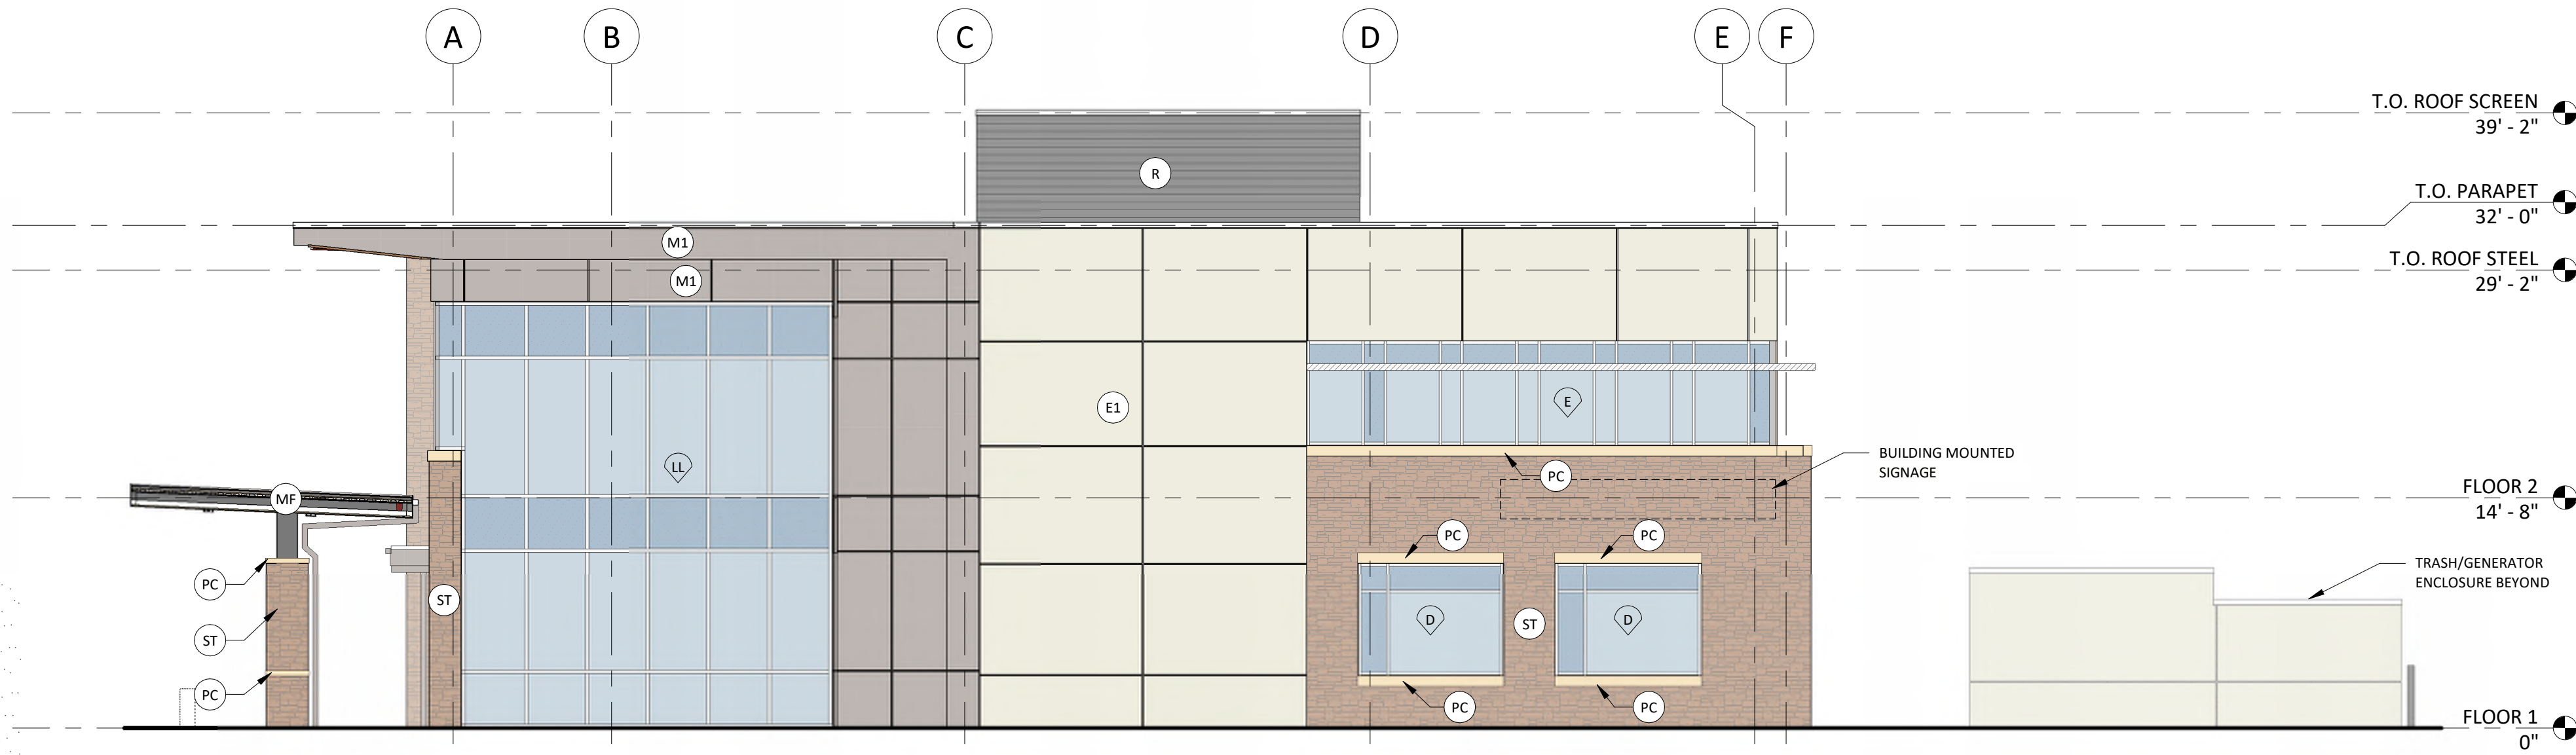 A
B
C
D
E
F
T.O. ROOF SCREEN
39' - 2"
R
T.O. PARAPET
32' - 0"
M1
T.O. ROOF STEEL
29' - 2"
M1
E
E1
BUILDING MOUNTED
SIGNAGE
LL
PC
MF
FLOOR 2
14' - 8"
PC
PC
TRASH/GENERATOR
ENCLOSURE BEYOND
PC
ST
D
ST
D
ST
PC
PC
PC
FLOOR 1
0"